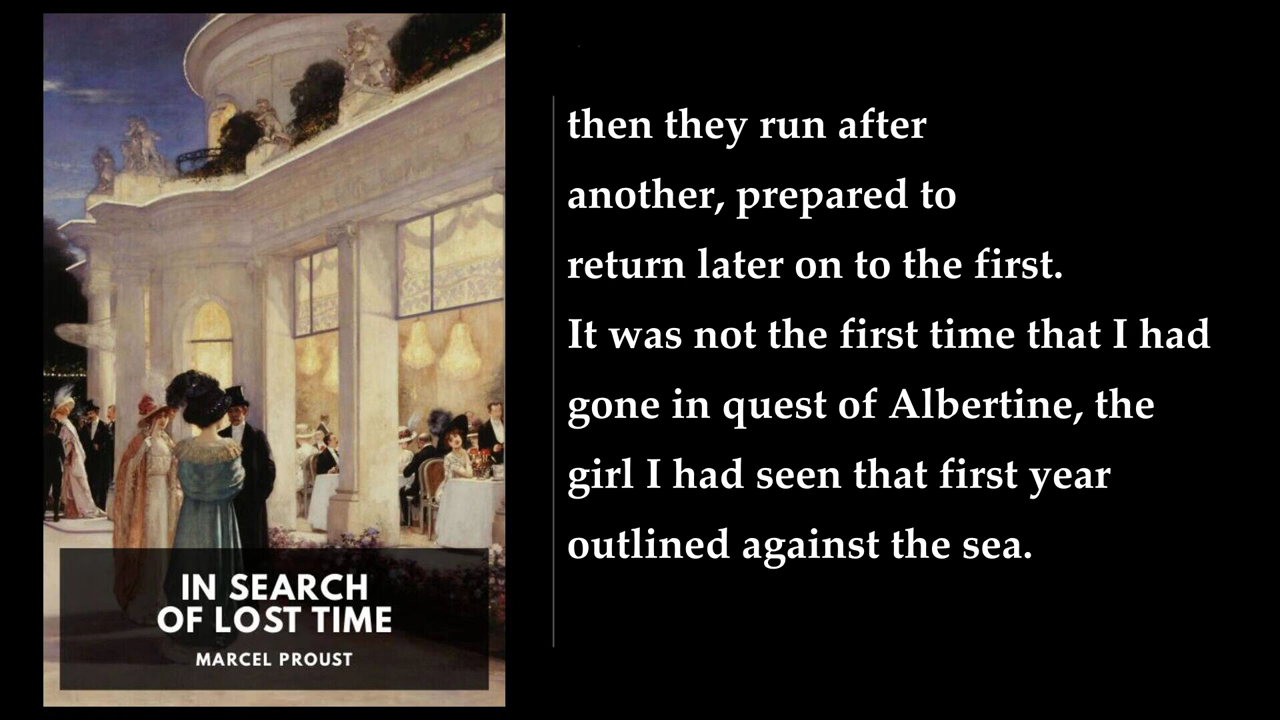 then they run after
another, prepared to
return later on to the first.
It was not the first time that I had
gone in quest of Albertine, the
girl I had seen that first year
outlined against the sea.
IN SEARCH
OF LOST TIME
MARCEL PROUST